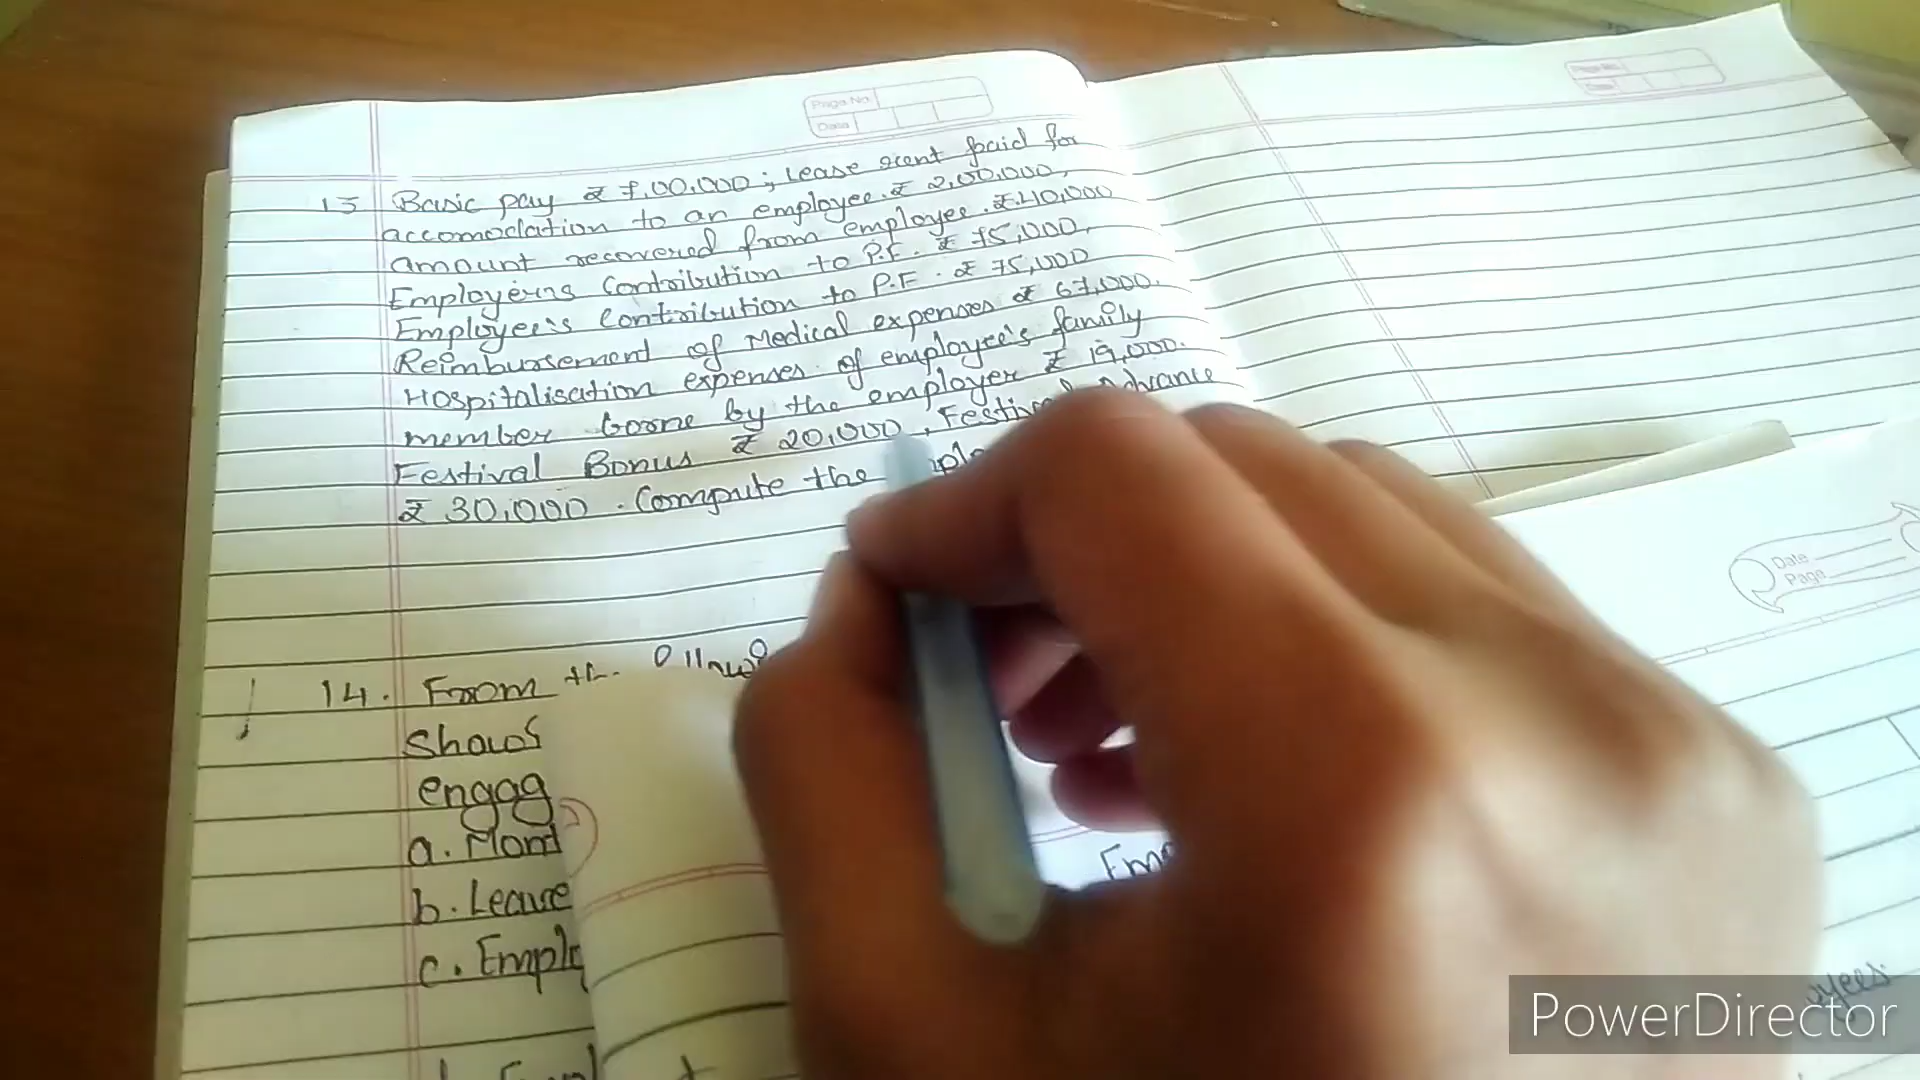 Page No.
Date
13 Basic pay ₹ 7,00,000; Lease rent paid for
accomodation to an employee. ₹ 2,00,000,
amount recovered from employee. ₹ 40,000
Employer's Contribution to P.F. ₹ 75,000,
Employee's Contribution to P.F. ₹ 75,000
Reimbursement of Medical expenses ₹ 67,000.
Hospitalisation expenses of employee's family
member borne by the employer ₹ 19,000.
Festival Bonus ₹ 20,000, Festival Advance
₹ 30,000. Compute the
14. From
Shows
engag
a. Mont
b. Leave
c. Emplo
Date
Page
oyees.
PowerDirector